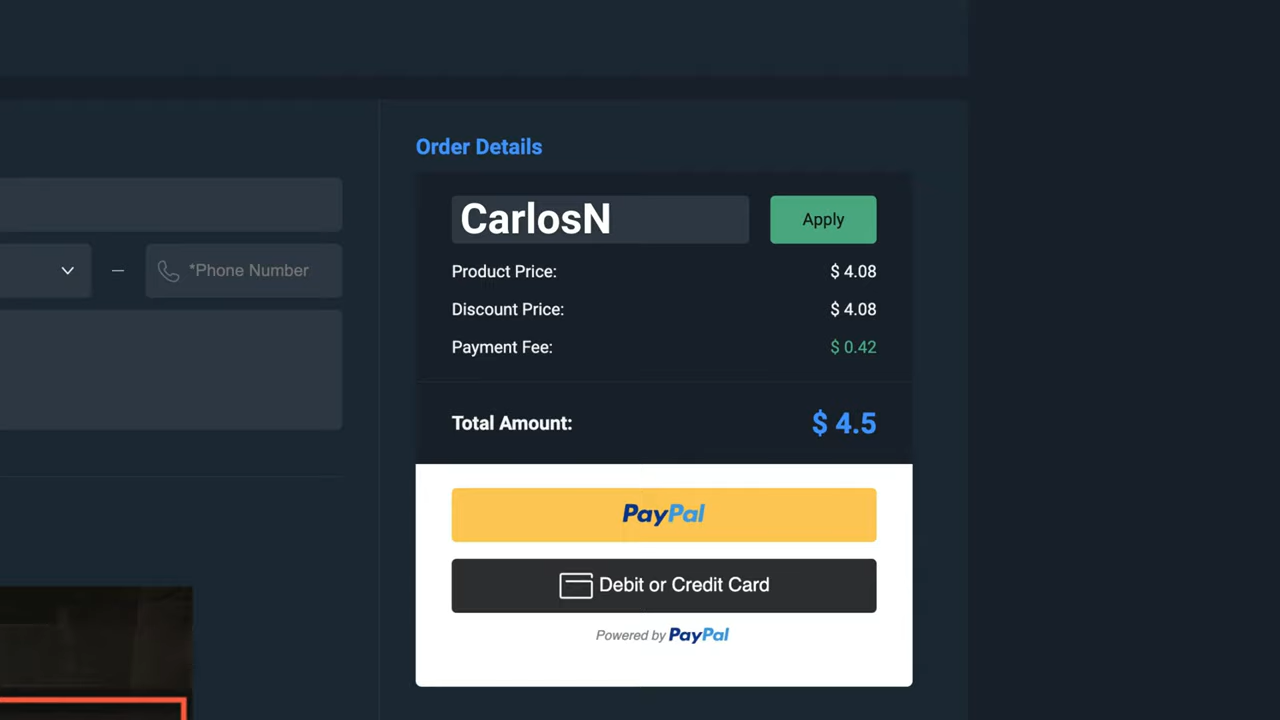 Order Details
CarlosN
Apply
Product Price: $ 4.08
Discount Price: $ 4.08
*Phone Number
Payment Fee: $ 0.42
Total Amount: $ 4.5
PayPal
Debit or Credit Card
Powered by PayPal